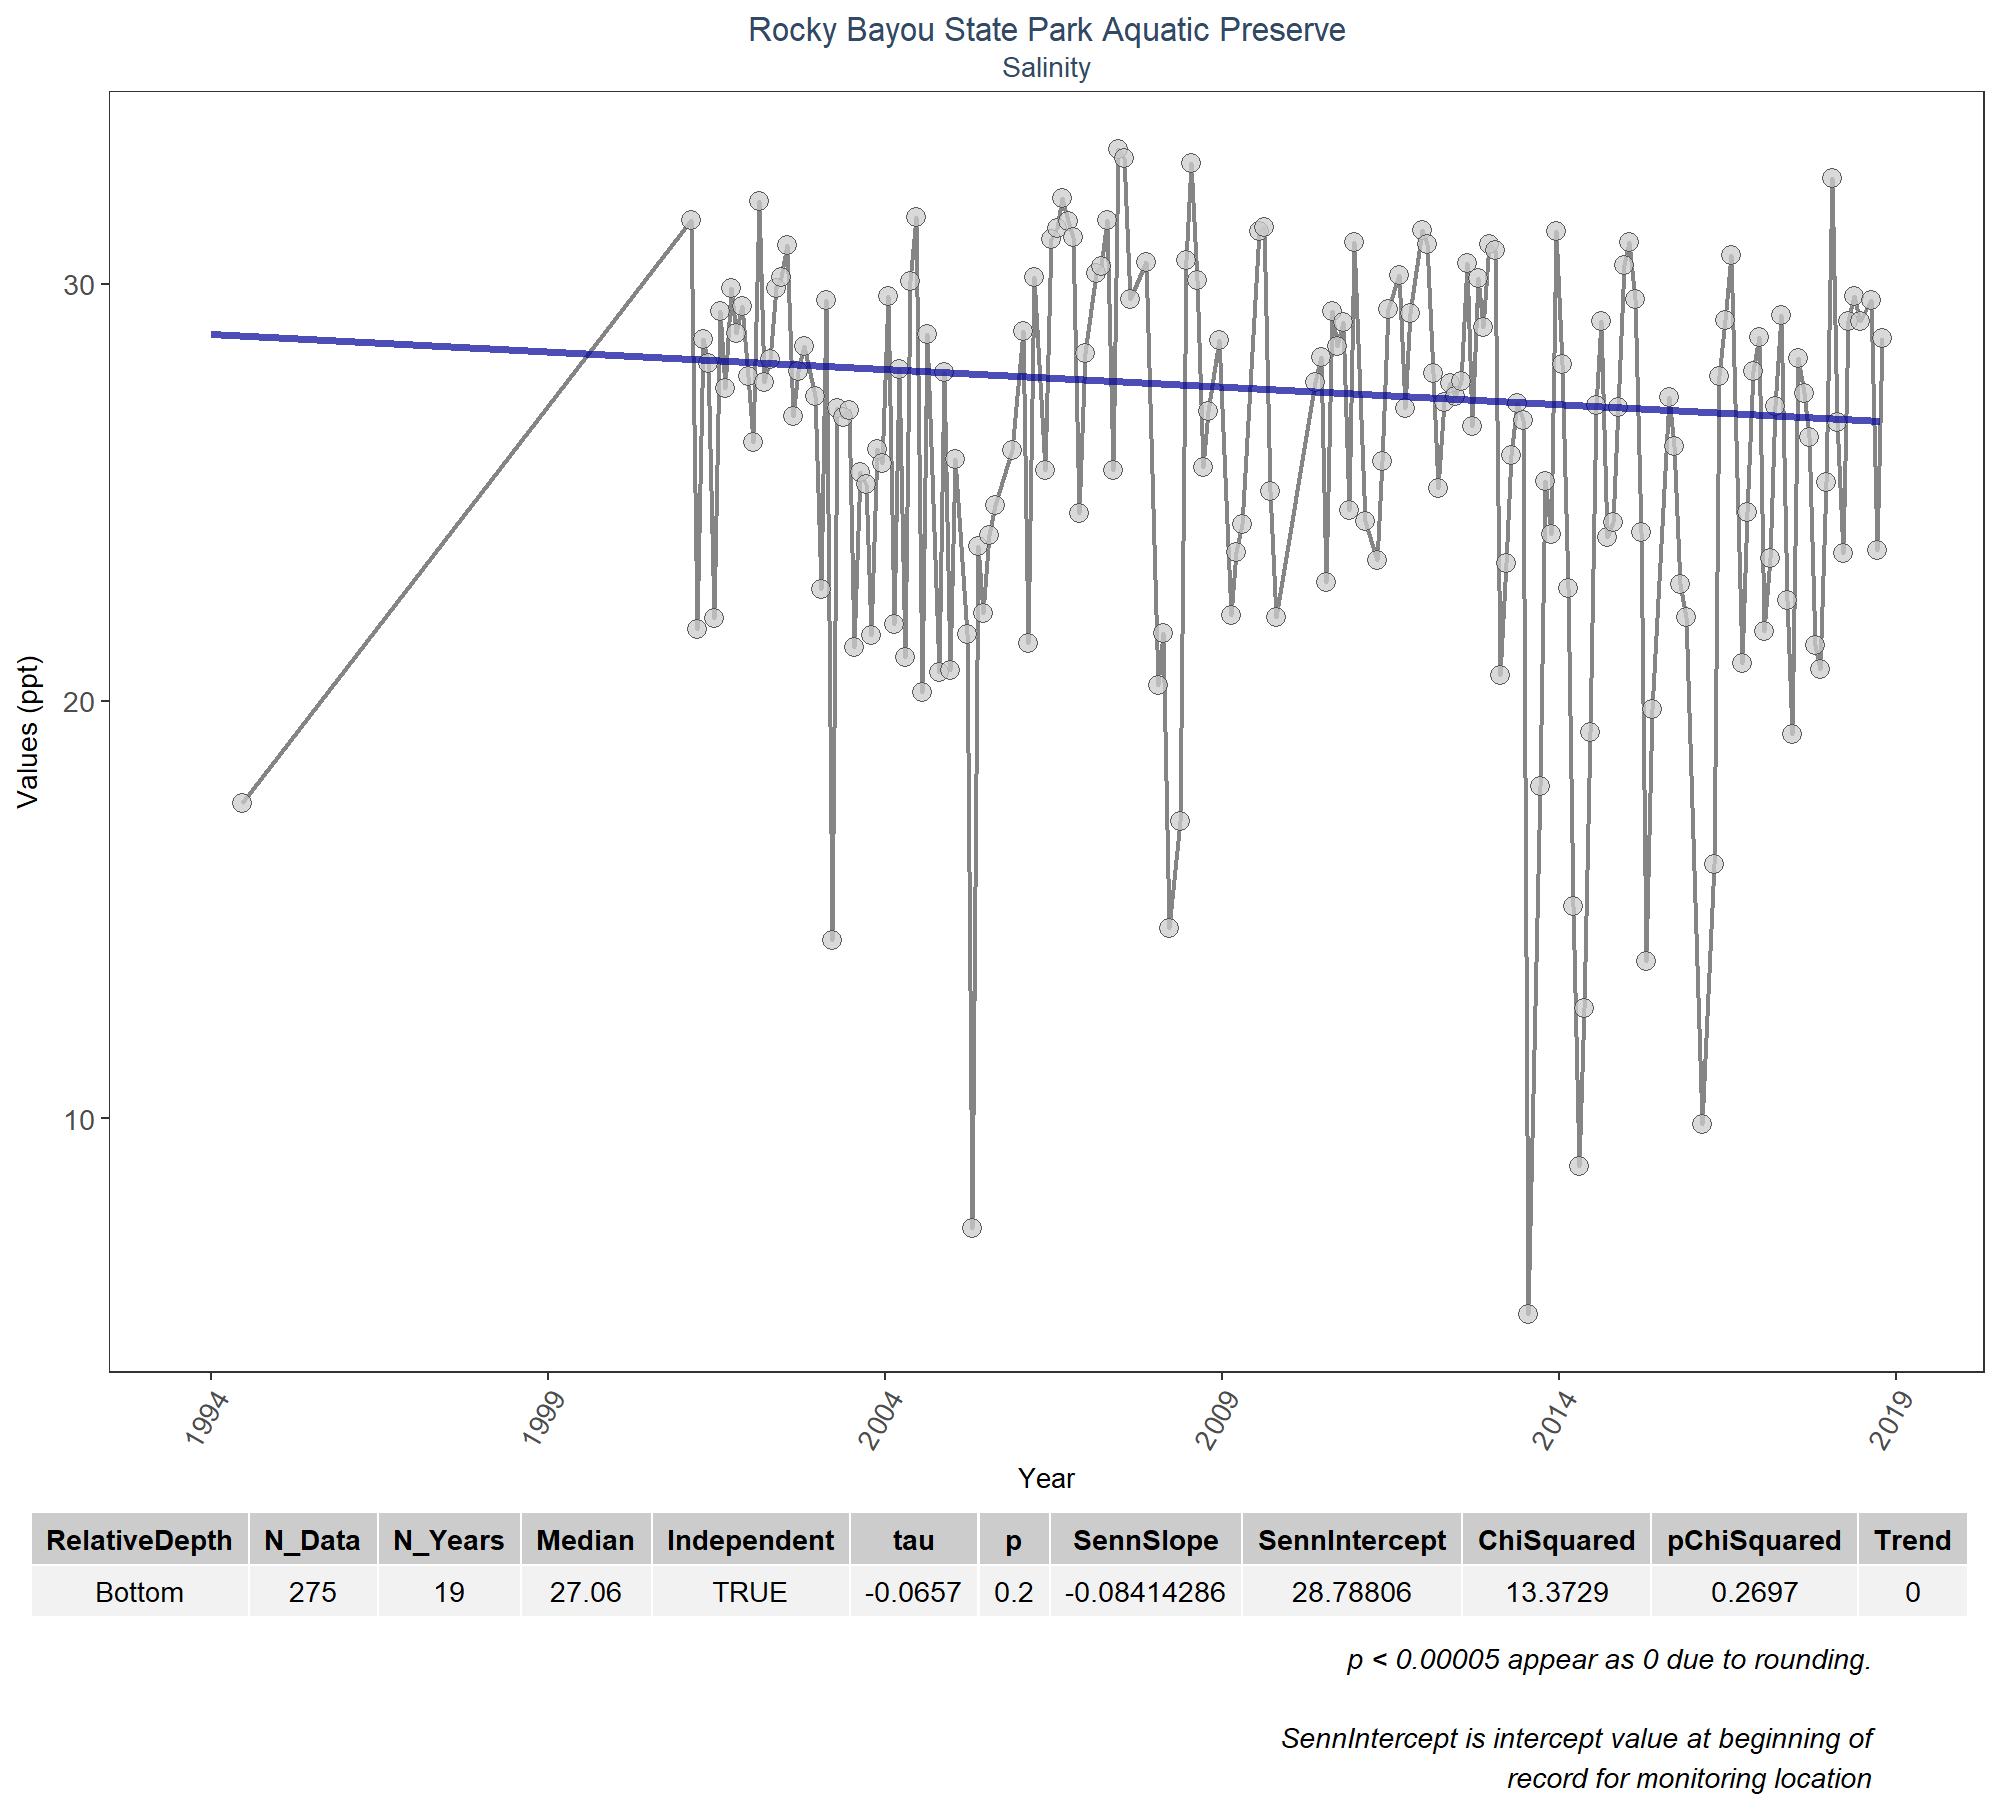 Rocky Bayou State Park Aquatic Preserve
Salinity
30
20
10
Values (ppt)
1994
1999
2004
2009
2014
2019
Year
RelativeDepth N_Data N_Years Median Independent tau p SennSlope SennIntercept ChiSquared pChiSquared Trend
Bottom 275 19 27.06 TRUE -0.0657 0.2 -0.08414286 28.78806 13.3729 0.2697 0
p < 0.00005 appear as 0 due to rounding.
SennIntercept is intercept value at beginning of
record for monitoring location